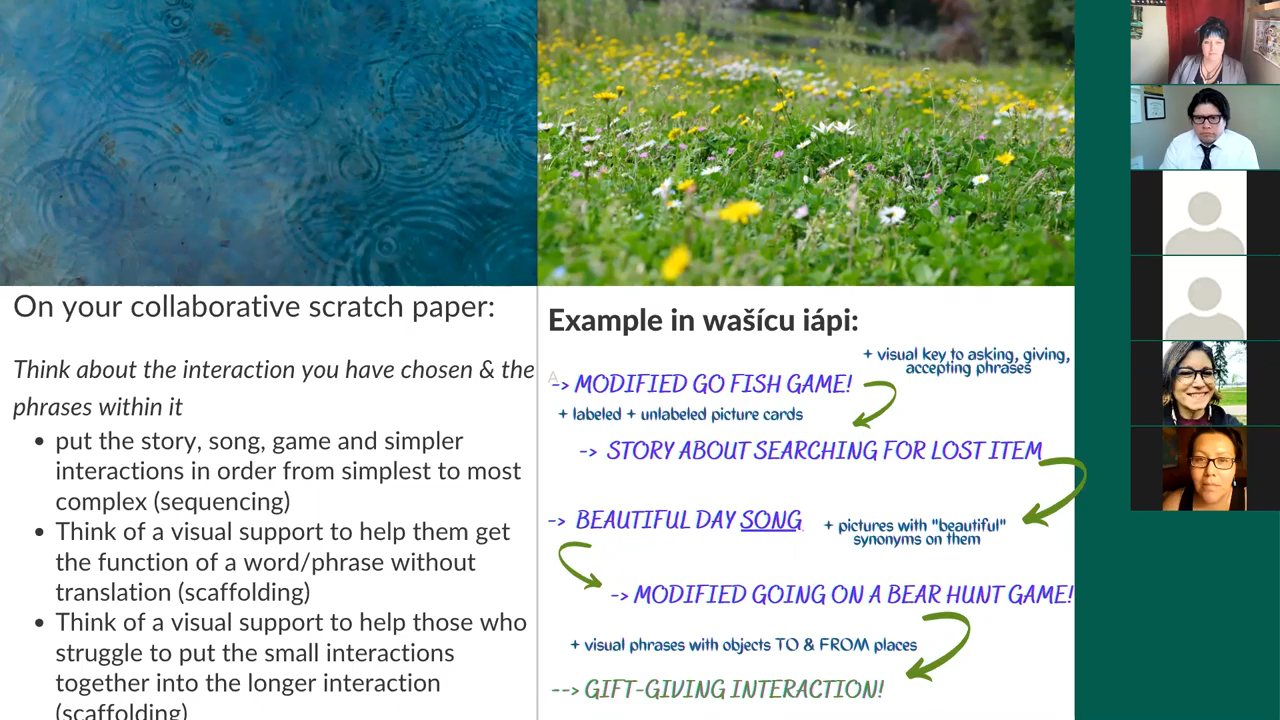 On your collaborative scratch paper:
Think about the interaction you have chosen & the
phrases within it
• put the story, song, game and simpler
interactions in order from simplest to most
complex (sequencing)
• Think of a visual support to help them get
the function of a word/phrase without
translation (scaffolding)
• Think of a visual support to help those who
struggle to put the small interactions
together into the longer interaction
(scaffolding)
Example in wašícu iápi:
+ visual key to asking, giving,
accepting phrases
A
-> MODIFIED GO FISH GAME!
+ labeled + unlabeled picture cards
-> STORY ABOUT SEARCHING FOR LOST ITEM
-> BEAUTIFUL DAY SONG
+ pictures with "beautiful"
synonyms on them
-> MODIFIED GOING ON A BEAR HUNT GAME!
+ visual phrases with objects TO & FROM places
--> GIFT-GIVING INTERACTION!